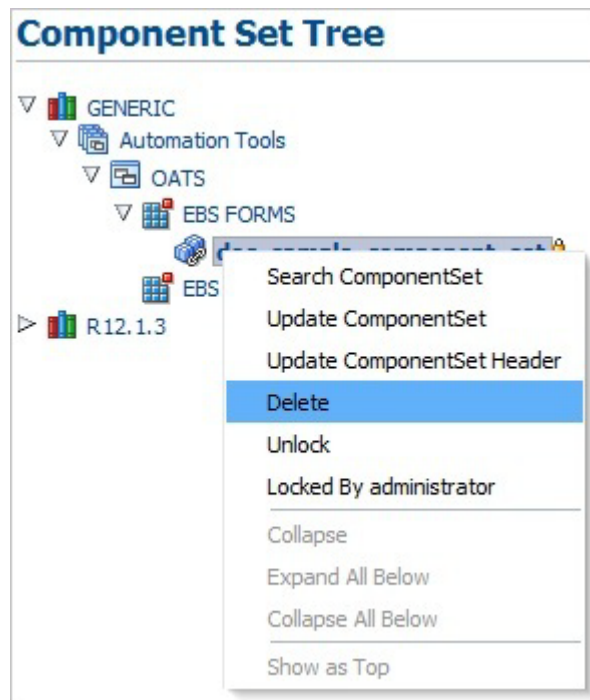 Component Set Tree
GENERIC
Automation Tools
OATS
EBS FORMS
EBS
R12.1.3
Search ComponentSet
Update ComponentSet
Update ComponentSet Header
Delete
Unlock
Locked By administrator
Collapse
Expand All Below
Collapse All Below
Show as Top